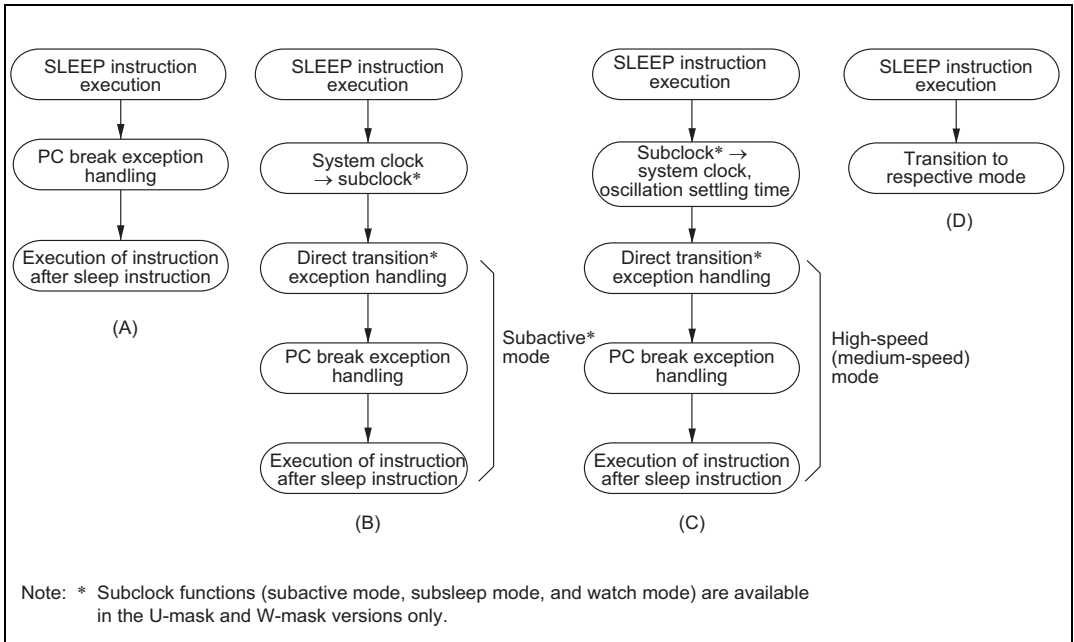 SLEEP instruction
execution
PC break exception
handling
Execution of instruction
after sleep instruction
(A)
SLEEP instruction
execution
System clock
→ subclock*
Direct transition*
exception handling
PC break exception
handling
Execution of instruction
after sleep instruction
Subactive*
mode
(B)
SLEEP instruction
execution
Subclock* →
system clock,
oscillation settling time
Direct transition*
exception handling
PC break exception
handling
Execution of instruction
after sleep instruction
High-speed
(medium-speed)
mode
(C)
SLEEP instruction
execution
Transition to
respective mode
(D)
Note: * Subclock functions (subactive mode, subsleep mode, and watch mode) are available
in the U-mask and W-mask versions only.